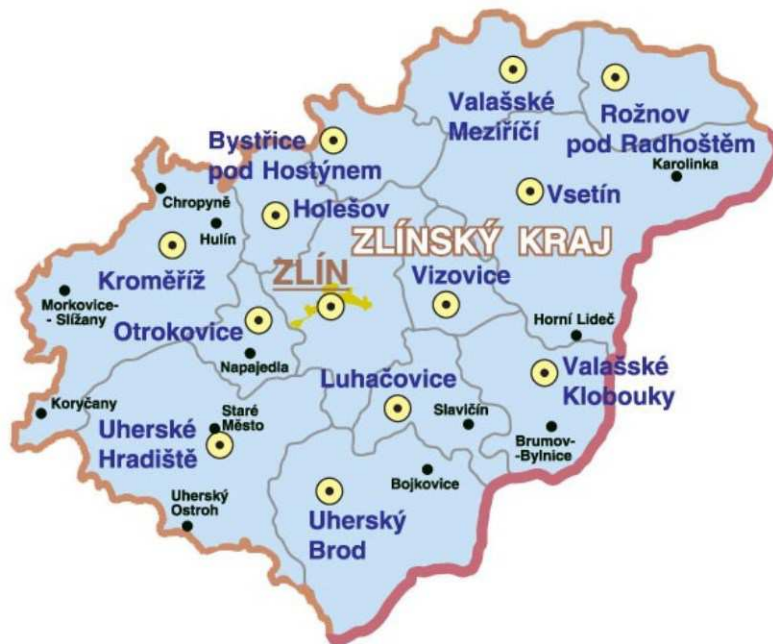 Valašské
Meziříčí
Rožnov
pod Radhoštěm
Karolinka
Bystřice
pod Hostýnem
Chropyně
Holešov
Vsetín
Hulín
ZLÍNSKÝ KRAJ
Kroměříž
ZLÍN
Vizovice
Morkovice-
- Slížany
Otrokovice
Horní Lideč
Napajedla
Luhačovice
Valašské
Klobouky
Koryčany
Staré
Město
Slavičín
Uherské
Hradiště
Brumov-
-Bylnice
Bojkovice
Uherský
Ostroh
Uherský
Brod